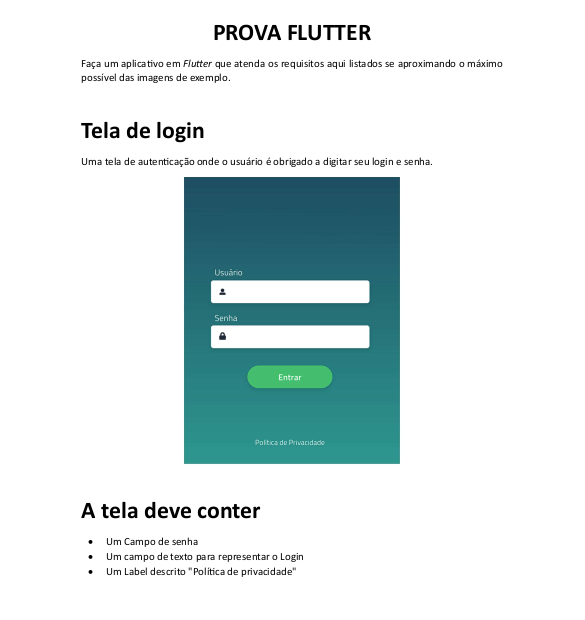 PROVA FLUTTER
Faça um aplicativo em Flutter que atenda os requisitos aqui listados se aproximando o máximo
possível das imagens de exemplo.
Tela de login
Uma tela de autenticação onde o usuário é obrigado a digitar seu login e senha.
Usuário
Senha
Entrar
Política de Privacidade
A tela deve conter
• Um Campo de senha
• Um campo de texto para representar o Login
• Um Label descrito "Política de privacidade"